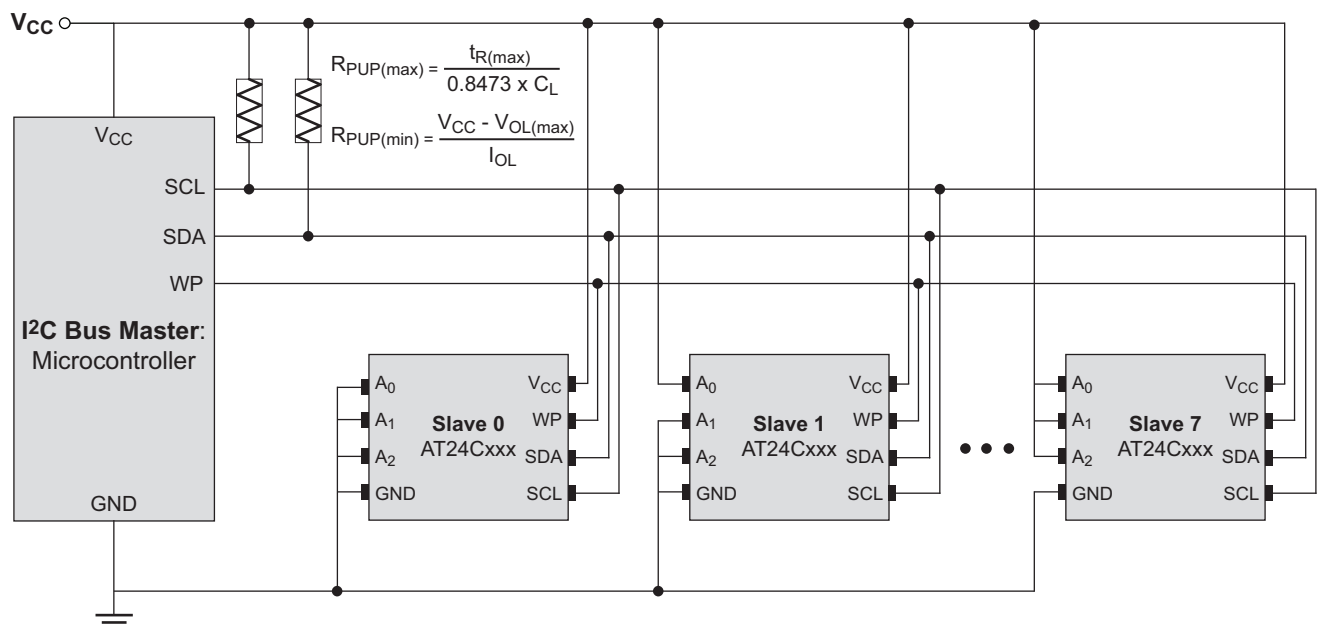 VCC
RPUP(max) = tR(max) / 0.8473 x CL
RPUP(min) = VCC - VOL(max) / IOL
VCC
SCL
SDA
WP
I2C Bus Master:
Microcontroller
GND
A0
A1
A2
GND
Slave 0
AT24Cxxx
VCC
WP
SDA
SCL
A0
A1
A2
GND
Slave 1
AT24Cxxx
VCC
WP
SDA
SCL
A0
A1
A2
GND
Slave 7
AT24Cxxx
VCC
WP
SDA
SCL